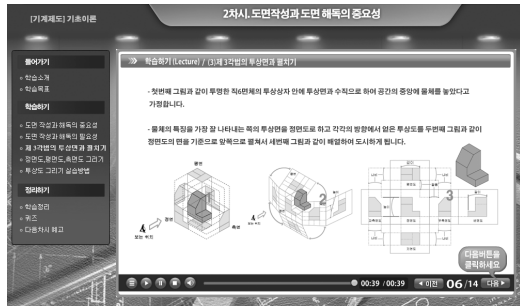 [기계제도] 기초이론
2차시. 도면작성과 도면 해독의 중요성
들어가기
학습소개
학습목표
학습하기
도면 작성과 해독의 중요성
도면 작성과 해독의 필요성
제 3각법의 투상면과 펼치기
정면도,평면도,측면도 그리기
투상도 그리기 실습방법
정리하기
학습정리
퀴즈
다음차시 예고
학습하기 (Lecture) / (3)제 3각법의 투상면과 펼치기
- 첫번째 그림과 같이 투명한 직6면체의 투상상자 안에 투상면과 수직으로 하여 공간의 중앙에 물체를 놓았다고
가정합니다.
- 물체의 특징을 가장 잘 나타내는 쪽의 투상면을 정면도로 하고 각각의 방향에서 얻은 투상도를 두번째 그림과 같이
정면도의 면을 기준으로 앞쪽으로 펼쳐서 세번째 그림과 같이 배열하여 도시하게 됩니다.
2
3
다음버튼을
클릭하세요
00:39 / 00:39
이전
06/14
다음